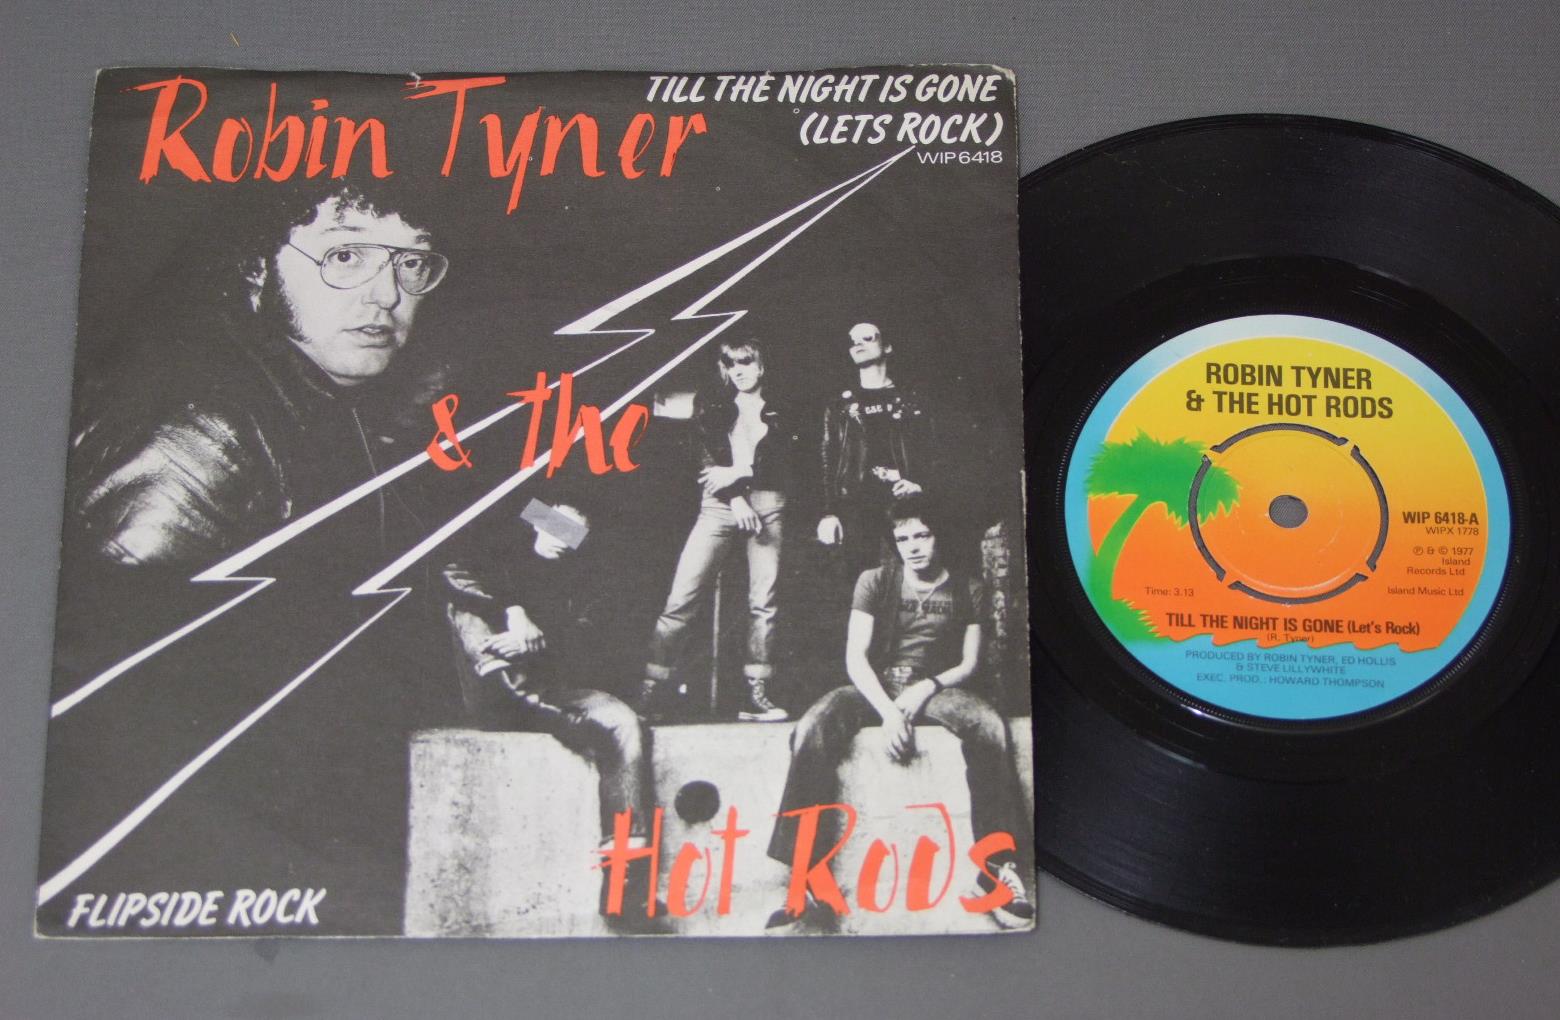 Robin Tyner
TILL THE NIGHT IS GONE
(LETS ROCK)
WIP 6418
& the
Hot Rods
FLIPSIDE ROCK
ROBIN TYNER
& THE HOT RODS
WIP 6418-A
WIPX 1778
℗ & © 1977
Island
Records Ltd
Time: 3.13
Island Music Ltd
TILL THE NIGHT IS GONE (Let's Rock)
(R. Tyner)
PRODUCED BY ROBIN TYNER, ED HOLLIS
& STEVE LILLYWHITE
EXEC. PROD.: HOWARD THOMPSON